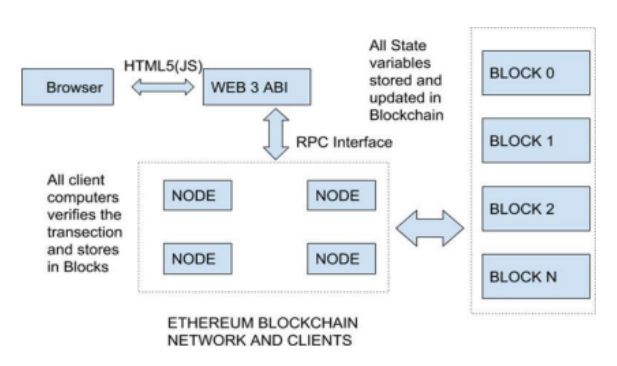 HTML5(JS)
Browser
WEB 3 ABI
All State
variables
stored and
updated in
Blockchain
RPC Interface
All client
computers
verifies the
transection
and stores
in Blocks
NODE
NODE
NODE
NODE
BLOCK 0
BLOCK 1
BLOCK 2
BLOCK N
ETHEREUM BLOCKCHAIN
NETWORK AND CLIENTS